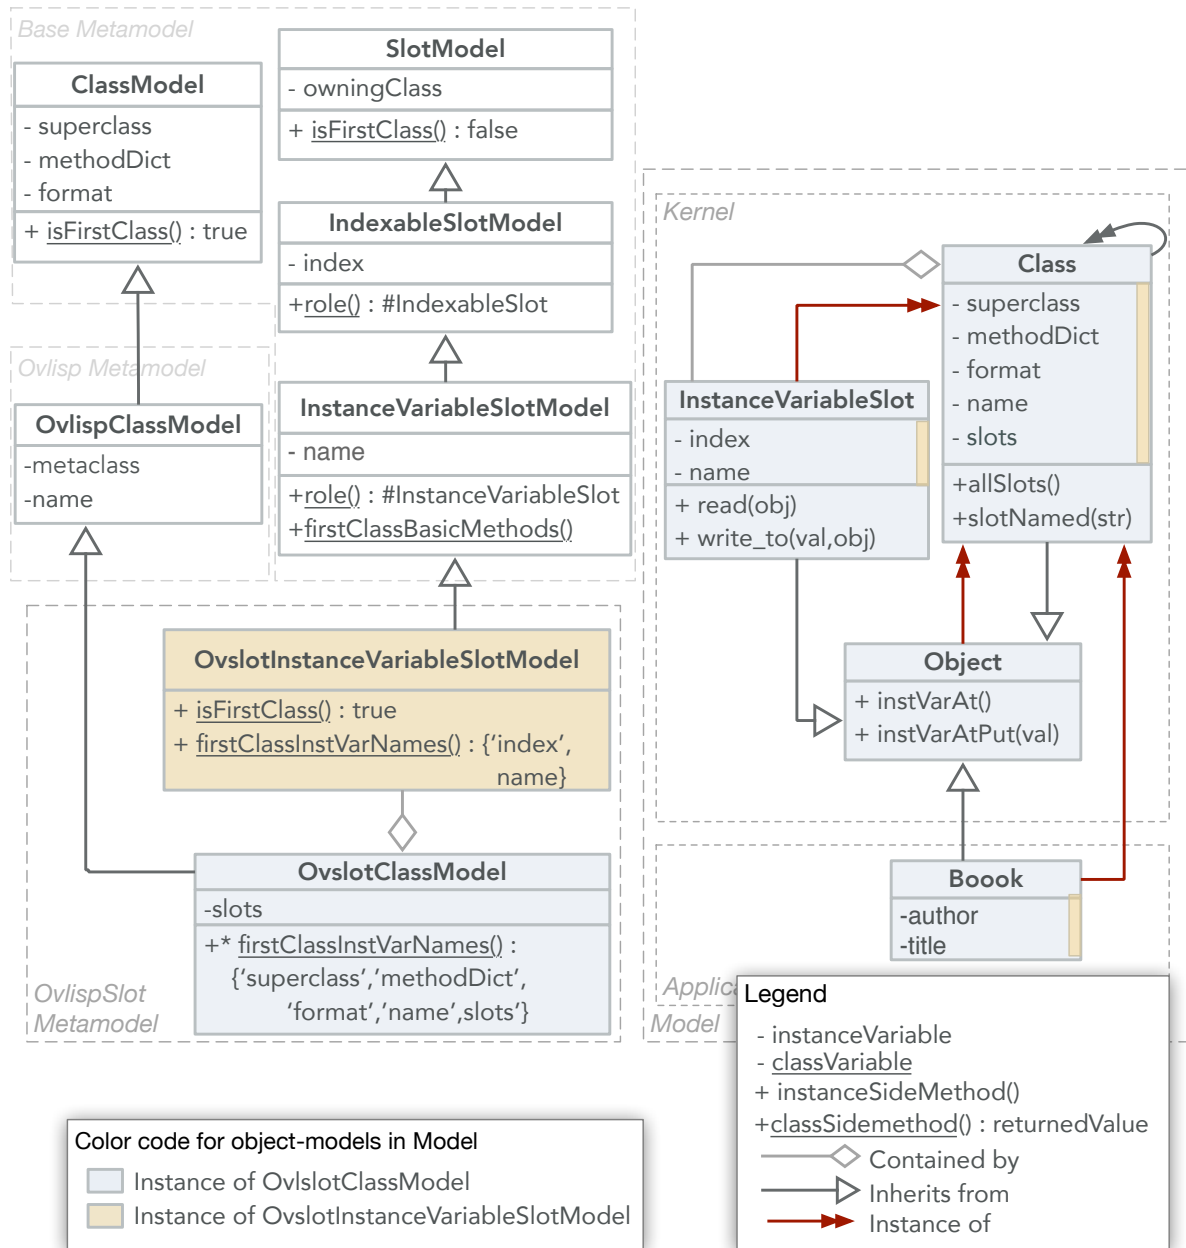 Base Metamodel
ClassModel
- superclass
- methodDict
- format
+ isFirstClass() : true
SlotModel
- owningClass
+ isFirstClass() : false
IndexableSlotModel
- index
+role() : #IndexableSlot
InstanceVariableSlotModel
- name
+role() : #InstanceVariableSlot
+firstClassBasicMethods()
Ovlisp Metamodel
OvlispClassModel
-metaclass
-name
OvslotInstanceVariableSlotModel
+ isFirstClass() : true
+ firstClassInstVarNames() : {‘index’,
name}
OvslotClassModel
-slots
+* firstClassInstVarNames() :
{‘superclass’,‘methodDict’,
‘format’,‘name’,slots’}
OvlispSlot
Metamodel
Kernel
Class
- superclass
- methodDict
- format
- name
- slots
+allSlots()
+slotNamed(str)
InstanceVariableSlot
- index
- name
+ read(obj)
+ write_to(val,obj)
Object
+ instVarAt()
+ instVarAtPut(val)
Boook
-author
-title
Model
Legend
- instanceVariable
- classVariable
+ instanceSideMethod()
+classSidemethod() : returnedValue
Contained by
Inherits from
Instance of
Color code for object-models in Model
Instance of OvlslotClassModel
Instance of OvslotInstanceVariableSlotModel